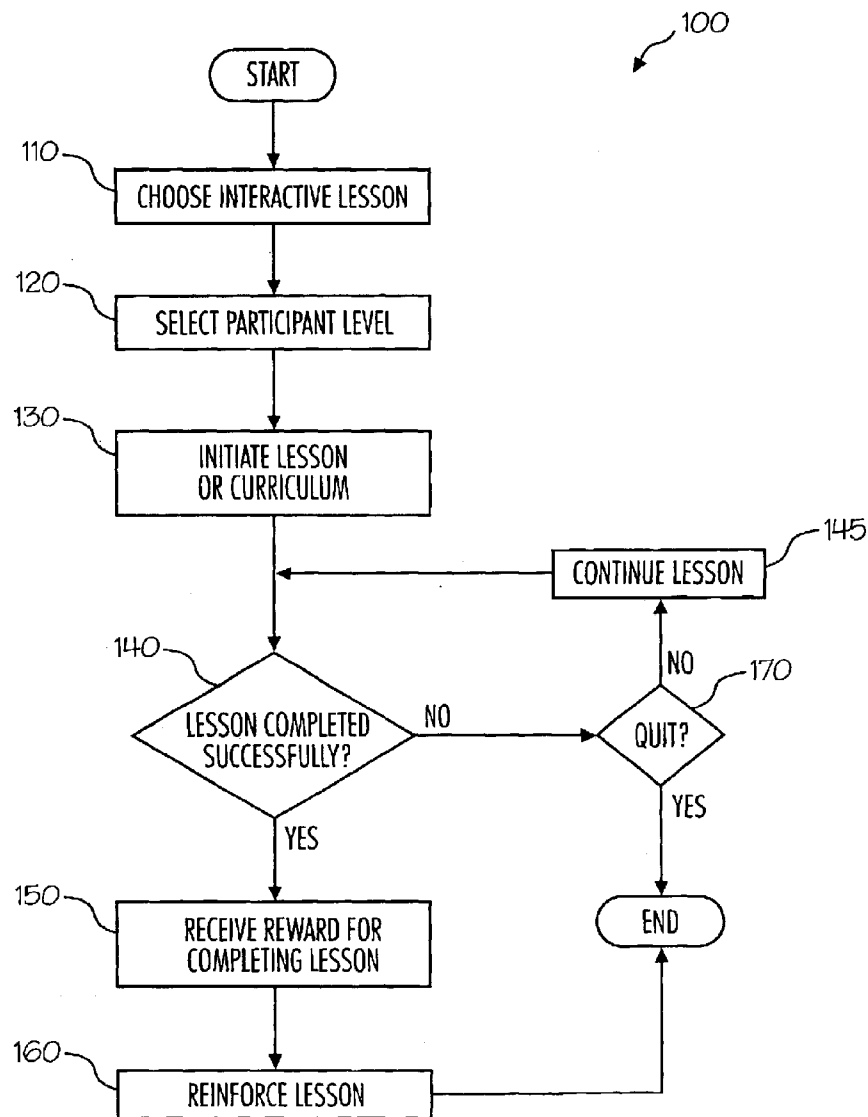 100
START
110
CHOOSE INTERACTIVE LESSON
120
SELECT PARTICIPANT LEVEL
130
INITIATE LESSON
OR CURRICULUM
145
CONTINUE LESSON
140
LESSON COMPLETED
SUCCESSFULLY?
NO
NO
170
QUIT?
YES
YES
150
RECEIVE REWARD FOR
COMPLETING LESSON
END
160
REINFORCE LESSON